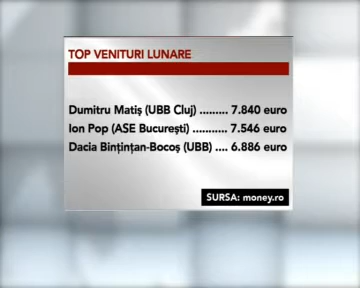 TOP VENITURI LUNARE
Dumitru Matiş (UBB Cluj) ......... 7.840 euro
Ion Pop (ASE Bucureşti) ........... 7.546 euro
Dacia Binţinţan-Bocoş (UBB) .... 6.886 euro
SURSA: money.ro